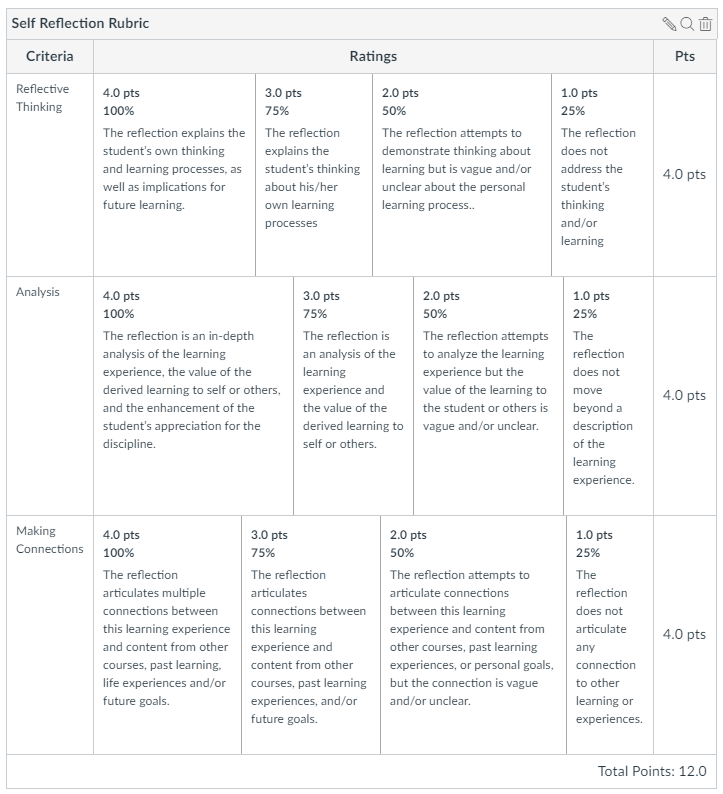 Self Reflection Rubric
Criteria
Ratings
Pts
Reflective
Thinking
4.0 pts
100%
The reflection explains the
student's own thinking
and learning processes, as
well as implications for
future learning.
3.0 pts
75%
The reflection
explains the
student's thinking
about his/her
own learning
processes
2.0 pts
50%
The reflection attempts to
demonstrate thinking about
learning but is vague and/or
unclear about the personal
learning process..
1.0 pts
25%
The reflection
does not
address the
student's
thinking
and/or
learning
4.0 pts
Analysis
4.0 pts
100%
The reflection is an in-depth
analysis of the learning
experience, the value of the
derived learning to self or others,
and the enhancement of the
student's appreciation for the
discipline.
3.0 pts
75%
The reflection is
an analysis of the
learning
experience and
the value of the
derived learning to
self or others.
2.0 pts
50%
The reflection attempts
to analyze the learning
experience but the
value of the learning to
the student or others is
vague and/or unclear.
1.0 pts
25%
The
reflection
does not
move
beyond a
description
of the
learning
experience.
4.0 pts
Making
Connections
4.0 pts
100%
The reflection
articulates multiple
connections between
this learning experience
and content from other
courses, past learning,
life experiences and/or
future goals.
3.0 pts
75%
The reflection
articulates
connections between
this learning
experience and
content from other
courses, past learning
experiences, and/or
future goals.
2.0 pts
50%
The reflection attempts to
articulate connections
between this learning
experience and content from
other courses, past learning
experiences, or personal goals,
but the connection is vague
and/or unclear.
1.0 pts
25%
The
reflection
does not
articulate
any
connection
to other
learning or
experiences.
4.0 pts
Total Points: 12.0